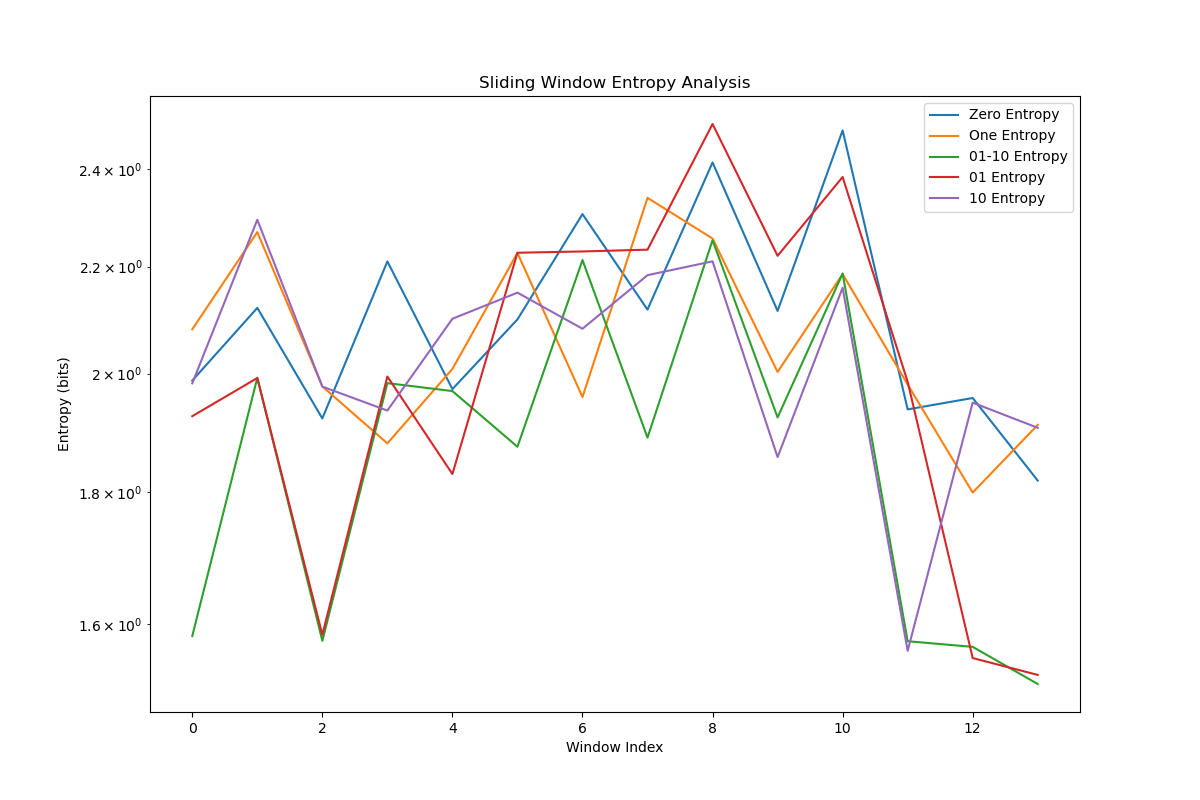 Sliding Window Entropy Analysis
Zero Entropy
One Entropy
01-10 Entropy
01 Entropy
10 Entropy
Entropy (bits)
2.4 × 10⁰
2.2 × 10⁰
2 × 10⁰
1.8 × 10⁰
1.6 × 10⁰
0 2 4 6 8 10 12
Window Index